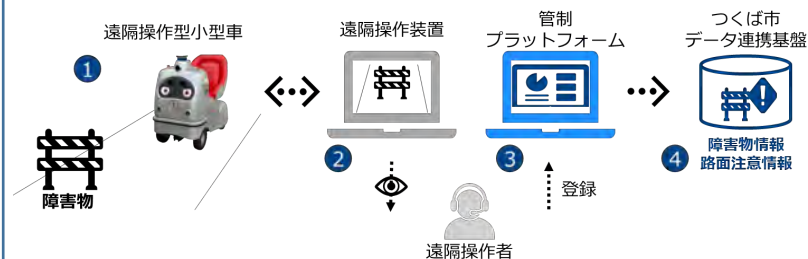 遠隔操作型小型車
遠隔操作装置
管制
プラットフォーム
つくば市
データ連携基盤
1
障害物
2
3
登録
遠隔操作者
4
障害物情報
路面注意情報